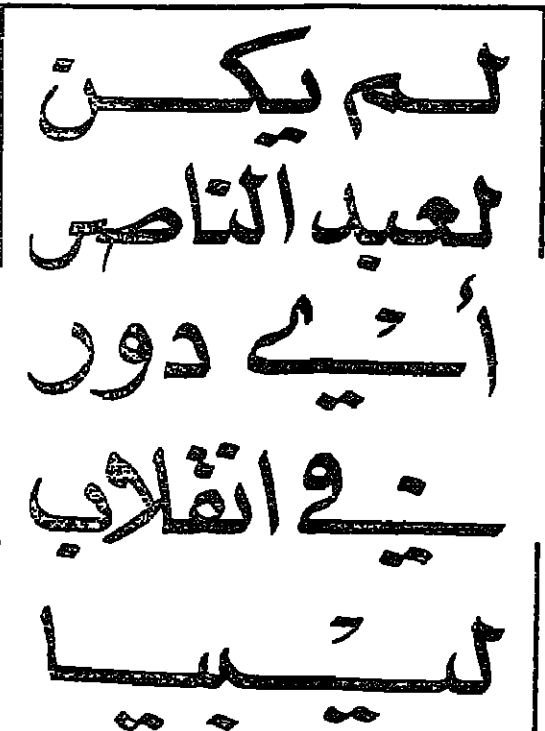 لم يكن
لعبد الناصر
أي دور
في انقلاب
ليبيا